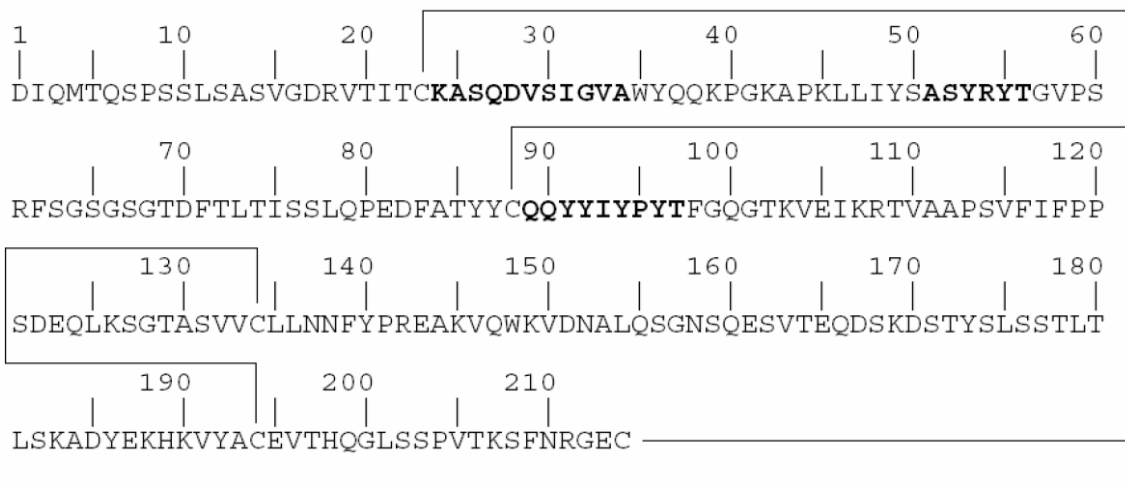 1 10 20 30 40 50 60
DIQMTQSPSSLSASVGDRVTITCKASQDVSIGVAWYQQKPGKAPKLLIYSASYRYTGVPS
70 80 90 100 110 120
RFSGSGSGTDFTLTISSLQPEDFATYYCQQYYIYPYTFGQGTKVEIKRTVAAPSVFIFPP
130 140 150 160 170 180
SDEQLKSGTASVVCLLNNFYPREAKVQWKVDNALQSGNSQESVTEQDSKDSTYSLSSTLT
190 200 210
LSKADYEKHKVYACEVTHQGLSSPVTKSFNRGEC